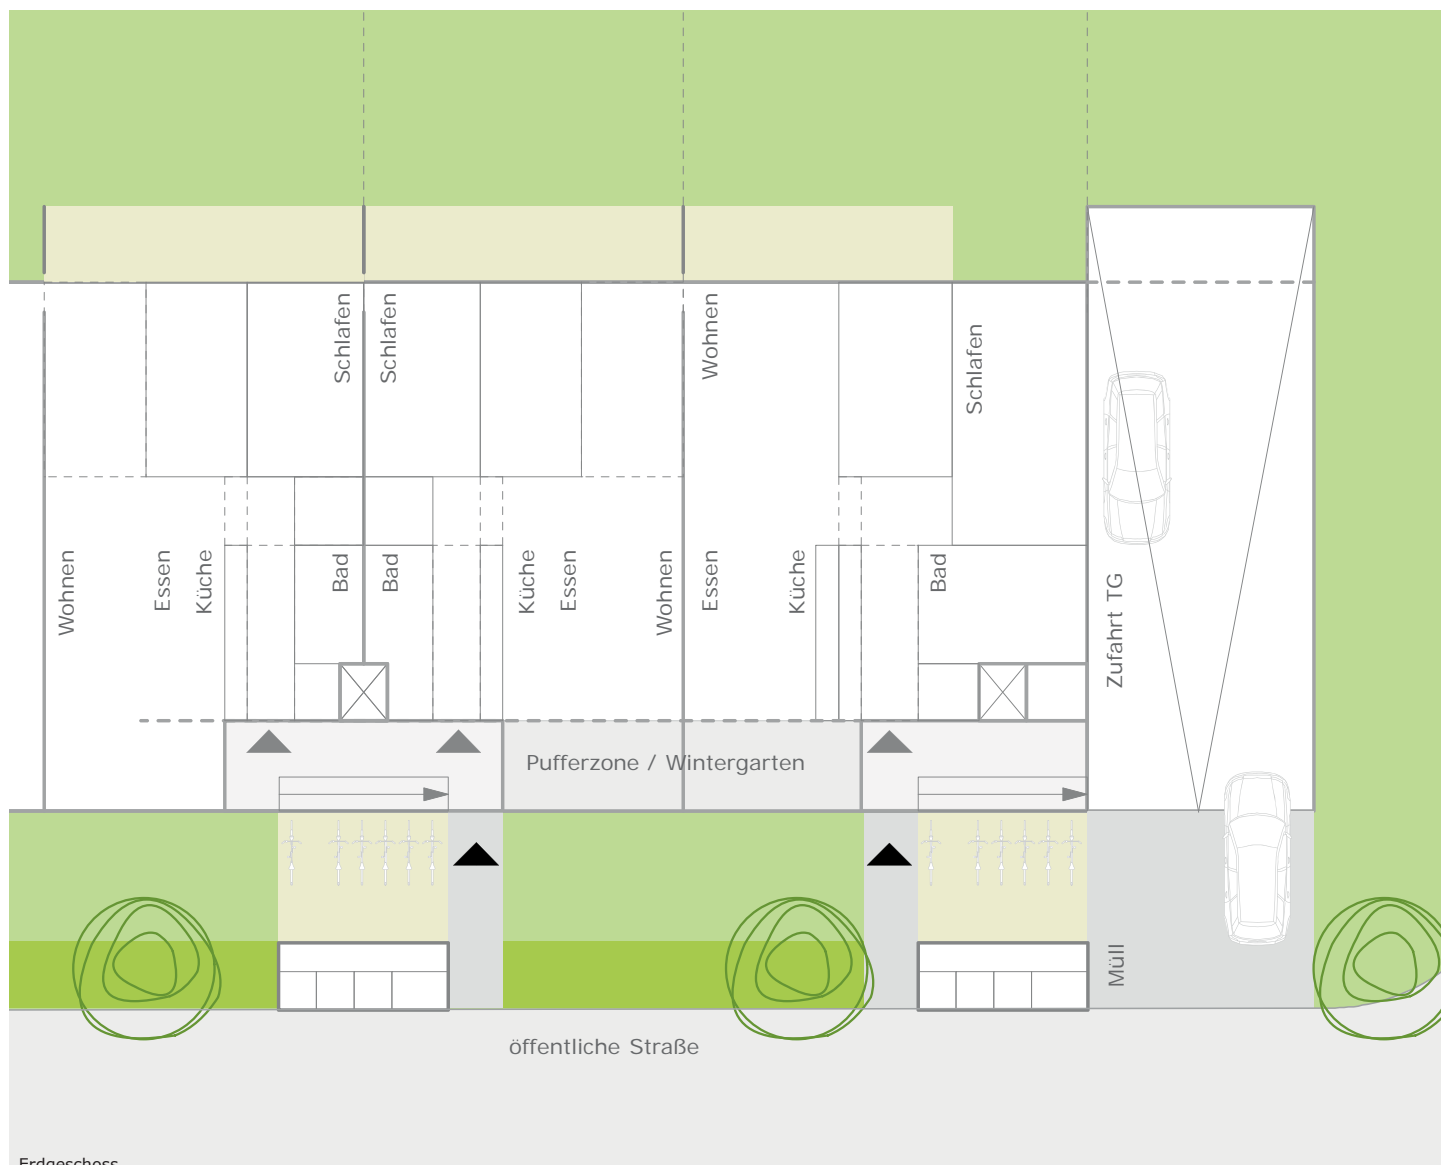 Schlafen
Schlafen
Wohnen
Schlafen
Wohnen
Essen
Küche
Bad
Bad
Küche
Essen
Wohnen
Essen
Küche
Bad
Zufahrt TG
Pufferzone / Wintergarten
Müll
öffentliche Straße
Erdgeschoss